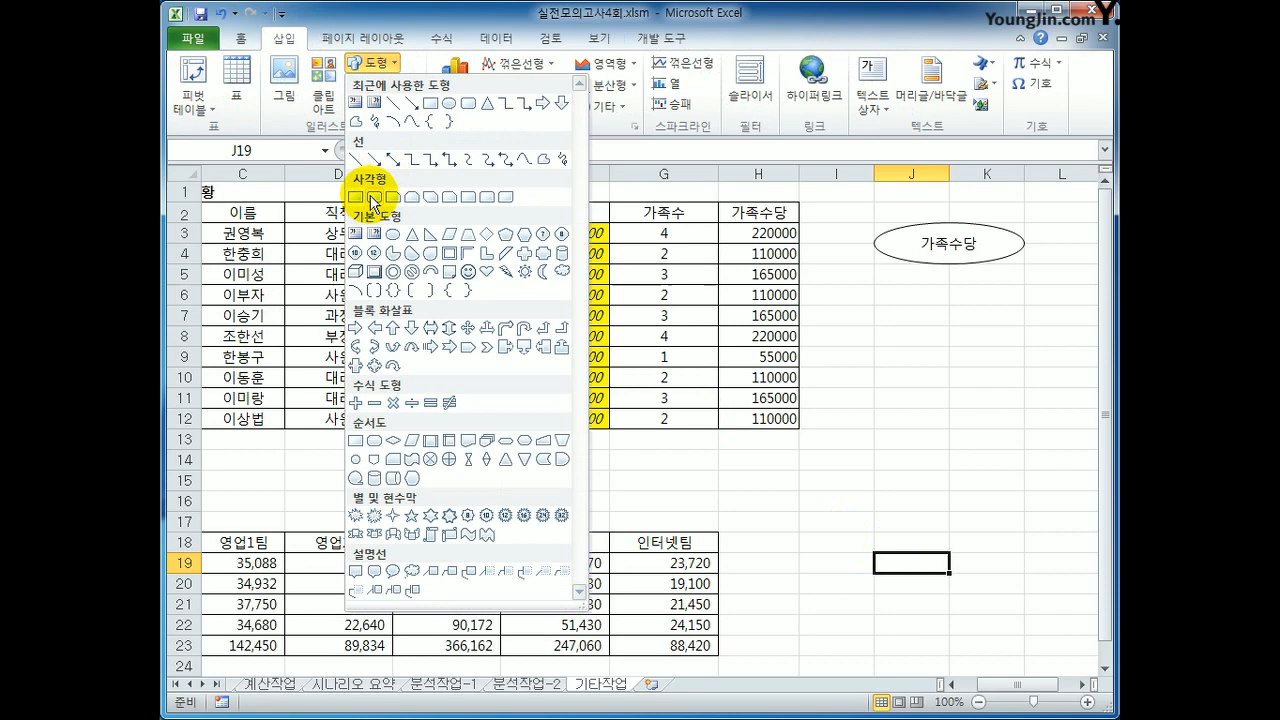 실전모의고사4회.xlsm - Microsoft Excel
YoungJin.com Y.
파일 홈 삽입 페이지 레이아웃 수식 데이터 검토 보기 개발 도구
도형 꺾은선형 영역형 꺾은선형 수식
분산형 열 기호
피벗 테이블 표 그림 클립 아트 기타 승패 슬라이서 하이퍼링크 텍스트 상자 머리글/바닥글
표 일러스트 스파크라인 필터 링크 텍스트 기호
J19
최근에 사용한 도형
선
사각형
기본 도형
블록 화살표
수식 도형
순서도
별 및 현수막
설명선
C D G H I J K L
1 황
2 이름 직 가족수 가족수당
3 권영복 상 00 4 220000
가족수당
4 한충희 대 00 2 110000
5 이미성 대 00 3 165000
6 이부자 사 00 2 110000
7 이승기 과 00 3 165000
8 조한선 부 00 4 220000
9 한봉구 사 00 1 55000
10 이동훈 대 00 2 110000
11 이미랑 대 00 3 165000
12 이상법 사 00 2 110000
13
14
15
16
17
18 영업1팀 영업 인터넷팀
19 35,088 70 23,720
20 34,932 30 19,100
21 37,750 30 21,450
22 34,680 22,640 90,172 51,430 24,150
23 142,450 89,834 366,162 247,060 88,420
24
계산작업 시나리오 요약 분석작업-1 분석작업-2 기타작업
준비 100%